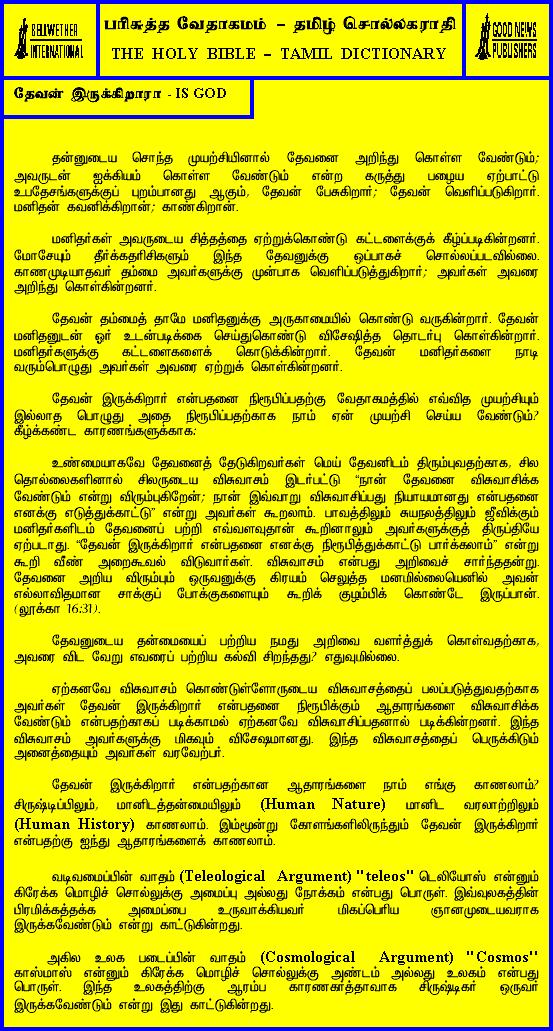 BELLWETHER
INTERNATIONAL
பரிசுத்த வேதாகமம் – தமிழ் சொல்லகராதி
THE HOLY BIBLE – TAMIL DICTIONARY
GOOD NEWS
PUBLISHERS
தேவன் இருக்கிறாரா - IS GOD
தன்னுடைய சொந்த முயற்சியினால் தேவனை அறிந்து கொள்ள வேண்டும்;
அவருடன் ஐக்கியம் கொள்ள வேண்டும் என்ற கருத்து பழைய ஏற்பாட்டு
உபதேசங்களுக்குப் புறம்பானது ஆகும், தேவன் பேசுகிறார்; தேவன் வெளிப்படுகிறார்.
மனிதன் கவனிக்கிறான்; காண்கிறான்.
மனிதர்கள் அவருடைய சித்தத்தை ஏற்றுக்கொண்டு கட்டளைக்குக் கீழ்ப்படிகின்றனர்.
மோசேயும் தீர்க்கதரிசிகளும் இந்த தேவனுக்கு ஒப்பாகச் சொல்லப்படவில்லை.
காணமுடியாதவர் தம்மை அவர்களுக்கு முன்பாக வெளிப்படுத்துகிறார்; அவர்கள் அவரை
அறிந்து கொள்கின்றனர்.
தேவன் தம்மைத் தாமே மனிதனுக்கு அருகாமையில் கொண்டு வருகின்றார். தேவன்
மனிதனுடன் ஓர் உடன்படிக்கை செய்துகொண்டு விசேஷித்த தொடர்பு கொள்கின்றார்.
மனிதர்களுக்கு கட்டளைகளைக் கொடுக்கின்றார். தேவன் மனிதர்களை நாடி
வரும்பொழுது அவர்கள் அவரை ஏற்றுக் கொள்கின்றனர்.
தேவன் இருக்கிறார் என்பதனை நிரூபிப்பதற்கு வேதாகமத்தில் எவ்வித முயற்சியும்
இல்லாத பொழுது அதை நிரூபிப்பதற்காக நாம் ஏன் முயற்சி செய்ய வேண்டும்?
கீழ்க்கண்ட காரணங்களுக்காக:
உண்மையாகவே தேவனைத் தேடுகிறவர்கள் மெய் தேவனிடம் திரும்புவதற்காக, சில
தொல்லைகளினால் சிலருடைய விசுவாசம் இடர்பட்டு “நான் தேவனை விசுவாசிக்க
வேண்டும் என்று விரும்புகிறேன்; நான் இவ்வாறு விசுவாசிப்பது நியாயமானது என்பதனை
எனக்கு எடுத்துக்காட்டு” என்று அவர்கள் கூறலாம். பாவத்திலும் சுயநலத்திலும் ஜீவிக்கும்
மனிதர்களிடம் தேவனைப் பற்றி எவ்வளவுதான் கூறினாலும் அவர்களுக்குத் திருப்தியே
ஏற்படாது. “தேவன் இருக்கிறார் என்பதனை எனக்கு நிரூபித்துக்காட்டு பார்க்கலாம்” என்று
கூறி வீண் அறைகூவல் விடுவார்கள். விசுவாசம் என்பது அறிவைச் சார்ந்ததன்று.
தேவனை அறிய விரும்பும் ஒருவனுக்கு கிரயம் செலுத்த மனமில்லையெனில் அவன்
எல்லாவிதமான சாக்குப் போக்குகளையும் கூறிக் குழம்பிக் கொண்டே இருப்பான்.
(லூக்கா 16:31).
தேவனுடைய தன்மையைப் பற்றிய நமது அறிவை வளர்த்துக் கொள்வதற்காக,
அவரை விட வேறு எவரைப் பற்றிய கல்வி சிறந்தது? எதுவுமில்லை.
ஏற்கனவே விசுவாசம் கொண்டுள்ளோருடைய விசுவாசத்தைப் பலப்படுத்துவதற்காக
அவர்கள் தேவன் இருக்கிறார் என்பதனை நிரூபிக்கும் ஆதாரங்களை விசுவாசிக்க
வேண்டும் என்பதற்காகப் படிக்காமல் ஏற்கனவே விசுவாசிப்பதனால் படிக்கின்றனர். இந்த
விசுவாசம் அவர்களுக்கு மிகவும் விசேஷமானது. இந்த விசுவாசத்தைப் பெருக்கிடும்
அனைத்தையும் அவர்கள் வரவேற்பர்.
தேவன் இருக்கிறார் என்பதற்கான ஆதாரங்களை நாம் எங்கு காணலாம்?
சிருஷ்டிப்பிலும், மானிடத்தன்மையிலும் (Human Nature) மானிட வரலாற்றிலும்
(Human History) காணலாம். இம்மூன்று கோளங்களிலிருந்தும் தேவன் இருக்கிறார்
என்பதற்கு ஐந்து ஆதாரங்களைக் காணலாம்.
வடிவமைப்பின் வாதம் (Teleological Argument) "teleos" டெலியோஸ் என்னும்
கிரேக்க மொழிச் சொல்லுக்கு அமைப்பு அல்லது நோக்கம் என்பது பொருள். இவ்வுலகத்தின்
பிரமிக்கத்தக்க அமைப்பை உருவாக்கியவர் மிகப்பெரிய ஞானமுடையவராக
இருக்கவேண்டும் என்று காட்டுகின்றது.
அகில உலக படைப்பின் வாதம் (Cosmological Argument) "Cosmos"
காஸ்மாஸ் என்னும் கிரேக்க மொழிச் சொல்லுக்கு அண்டம் அல்லது உலகம் என்பது
பொருள். இந்த உலகத்திற்கு ஆரம்ப காரணகர்த்தாவாக சிருஷ்டிகர் ஒருவர்
இருக்கவேண்டும் என்று இது காட்டுகின்றது.